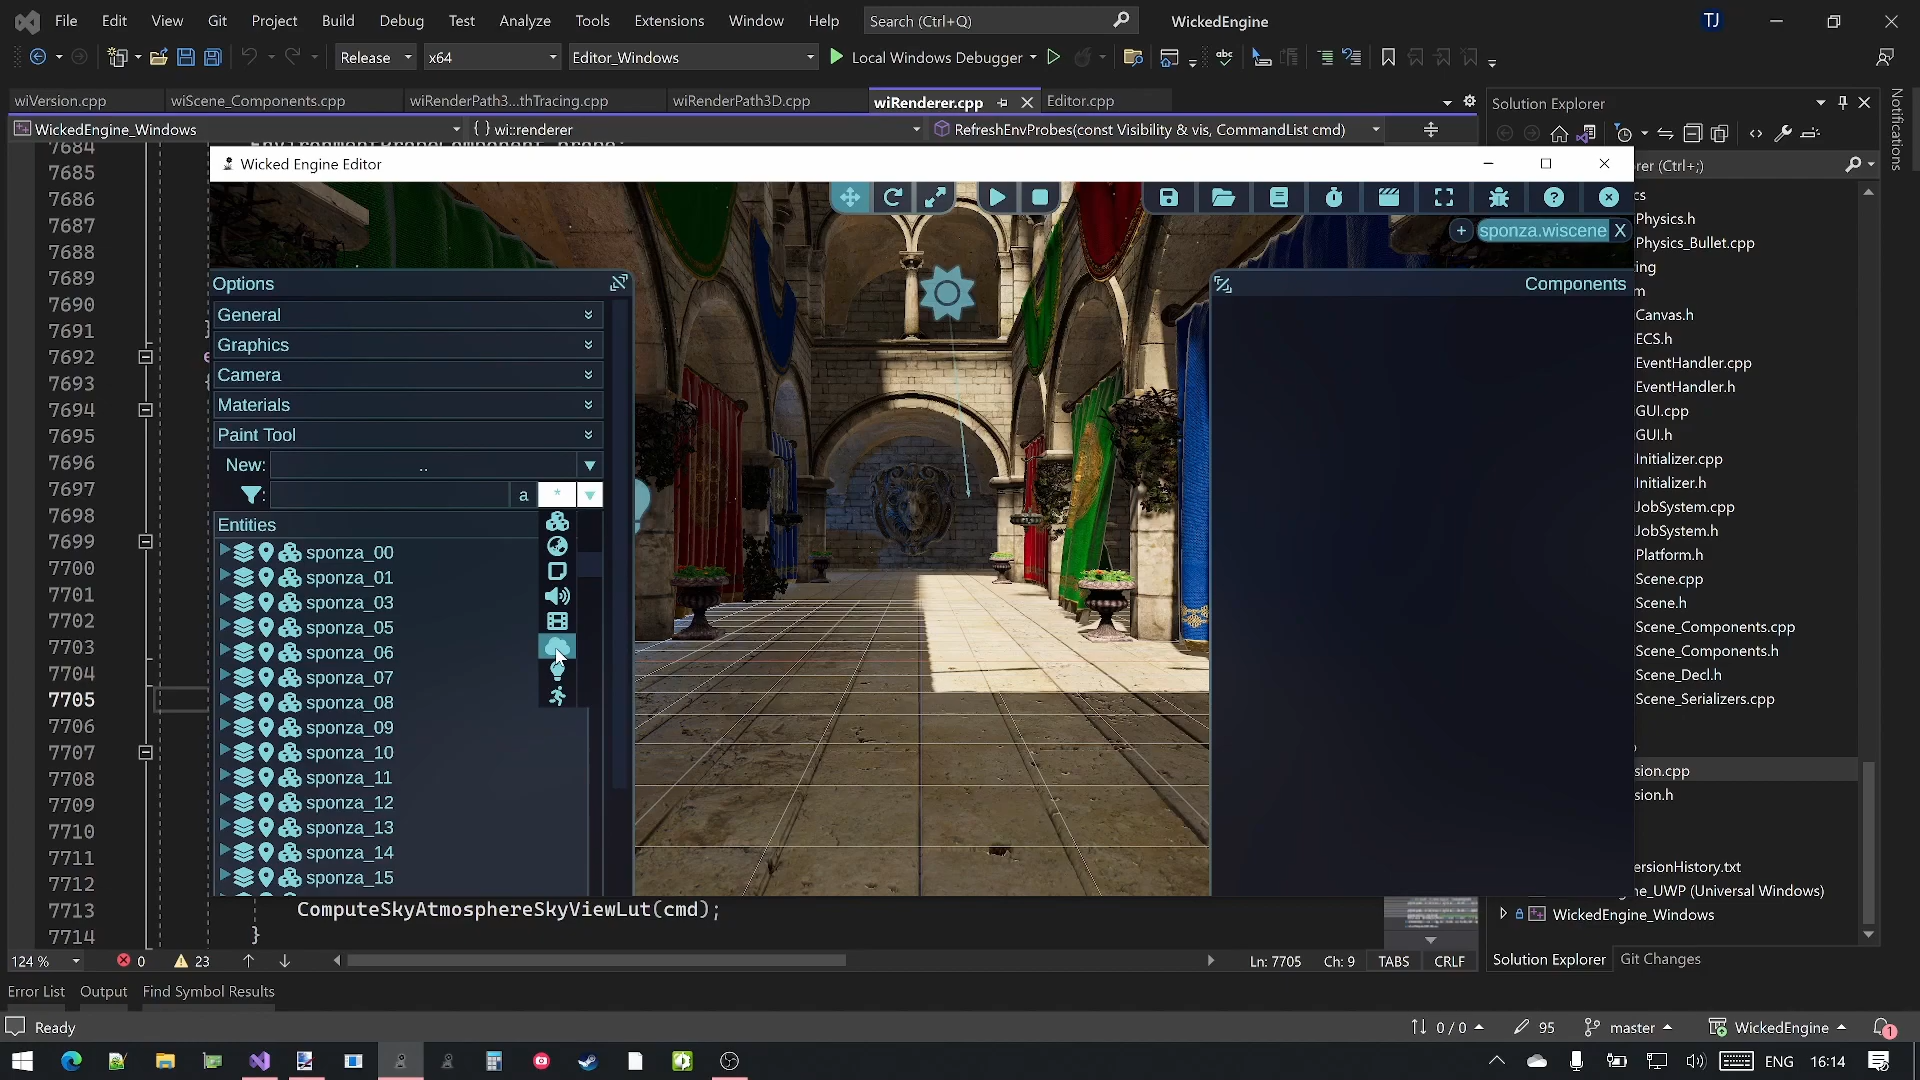 File Edit View Git Project Build Debug Test Analyze Tools Extensions Window Help Search (Ctrl+Q) WickedEngine TJ
Release x64 Editor_Windows Local Windows Debugger
wiVersion.cpp wiScene_Components.cpp wiRenderPath3...thTracing.cpp wiRenderPath3D.cpp wiRenderer.cpp Editor.cpp
Solution Explorer
Notifications
WickedEngine_Windows { } wi::renderer RefreshEnvProbes(const Visibility & vis, CommandList cmd)
rer (Ctrl+;)
7684
7685
7686
7687
7688
7689
7690
7691
7692
7693
7694
7695
7696
7697
7698
7699
7700
7701
7702
7703
7704
7705
7706
7707
7708
7709
7710
7711
7712
7713 ComputeSkyAtmosphereSkyViewLut(cmd);
7714 }
Wicked Engine Editor
+ sponza.wiscene X
Options
General
Graphics
Camera
Materials
Paint Tool
New: ..
: a *
Entities
sponza_00
sponza_01
sponza_03
sponza_05
sponza_06
sponza_07
sponza_08
sponza_09
sponza_10
sponza_11
sponza_12
sponza_13
sponza_14
sponza_15
Components
cs
Physics.h
Physics_Bullet.cpp
ing
m
Canvas.h
ECS.h
EventHandler.cpp
EventHandler.h
GUI.cpp
GUI.h
Initializer.cpp
Initializer.h
JobSystem.cpp
JobSystem.h
Platform.h
Scene.cpp
Scene.h
Scene_Components.cpp
Scene_Components.h
Scene_Decl.h
Scene_Serializers.cpp
sion.cpp
sion.h
ersionHistory.txt
ne_UWP (Universal Windows)
WickedEngine_Windows
124 % 0 23 Ln: 7705 Ch: 9 TABS CRLF
Solution Explorer Git Changes
Error List Output Find Symbol Results
Ready 0 / 0 95 master WickedEngine 1
ENG 16:14